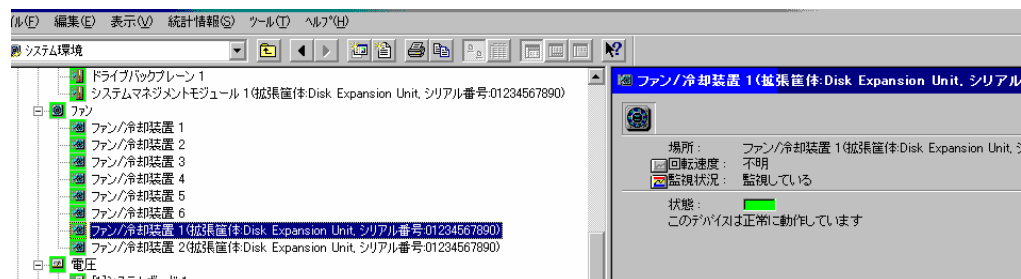 ル(F) 編集(E) 表示(V) 統計情報(S) ツール(T) ヘルプ(H)
システム環境
ドライブバックプレーン 1
システムマネジメントモジュール 1(拡張筐体:Disk Expansion Unit, シリアル番号:01234567890)
ファン
ファン/冷却装置 1
ファン/冷却装置 2
ファン/冷却装置 3
ファン/冷却装置 4
ファン/冷却装置 5
ファン/冷却装置 6
ファン/冷却装置 1(拡張筐体:Disk Expansion Unit, シリアル番号:01234567890)
ファン/冷却装置 2(拡張筐体:Disk Expansion Unit, シリアル番号:01234567890)
電圧
ファン/冷却装置 1(拡張筐体:Disk Expansion Unit, シリアル
場所: ファン/冷却装置 1(拡張筐体:Disk Expansion Unit,
回転速度: 不明
監視状況: 監視している
状態:
このデバイスは正常に動作しています